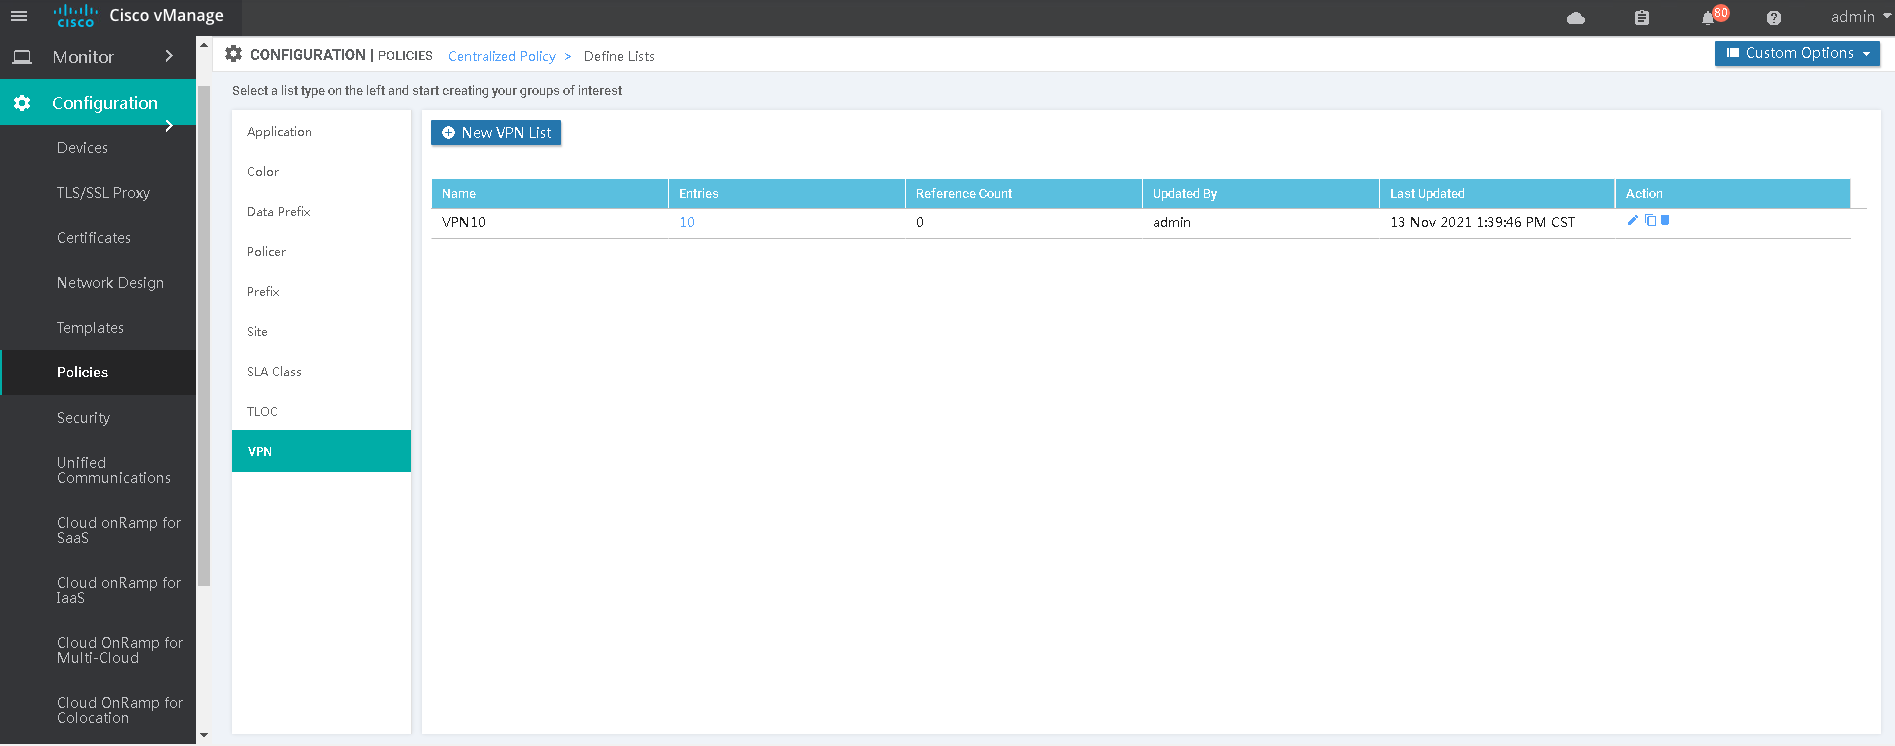 cisco Cisco vManage
80
admin
Monitor
Configuration
Devices
TLS/SSL Proxy
Certificates
Network Design
Templates
Policies
Security
Unified
Communications
Cloud onRamp for
SaaS
Cloud onRamp for
IaaS
Cloud OnRamp for
Multi-Cloud
Cloud OnRamp for
Colocation
CONFIGURATION | POLICIES Centralized Policy > Define Lists
Custom Options
Select a list type on the left and start creating your groups of interest
Application
Color
Data Prefix
Policer
Prefix
Site
SLA Class
TLOC
VPN
New VPN List
Name Entries Reference Count Updated By Last Updated Action
VPN10 10 0 admin 13 Nov 2021 1:39:46 PM CST